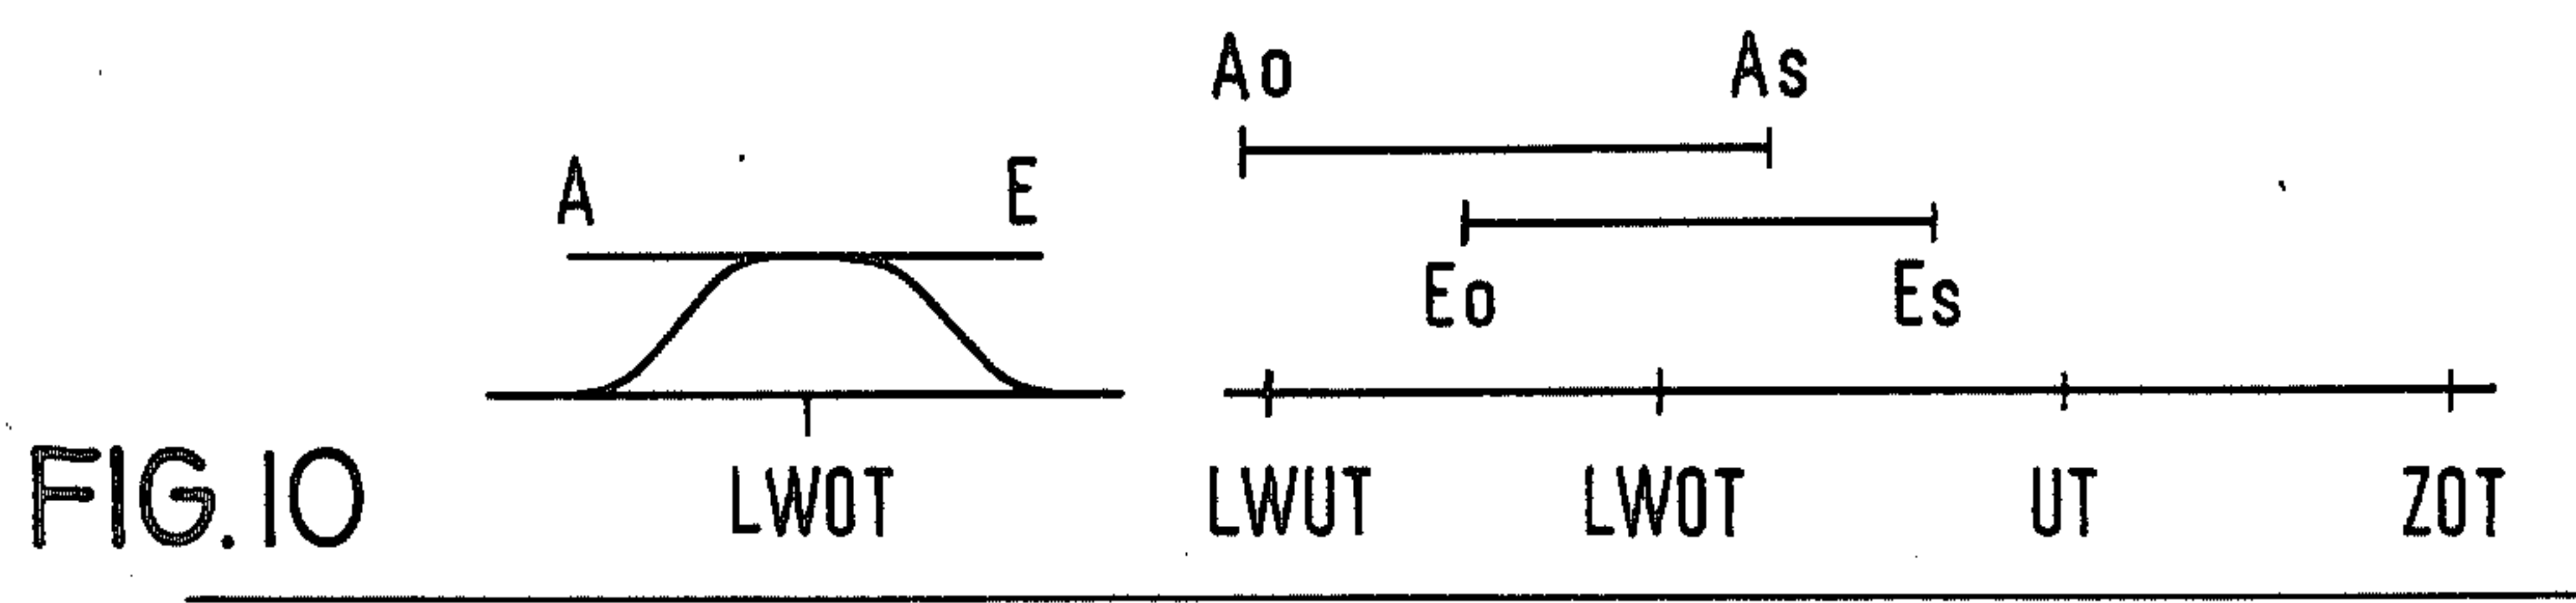 Ao As
A E
Eo Es
FIG.10 LWOT LWUT LWOT UT ZOT